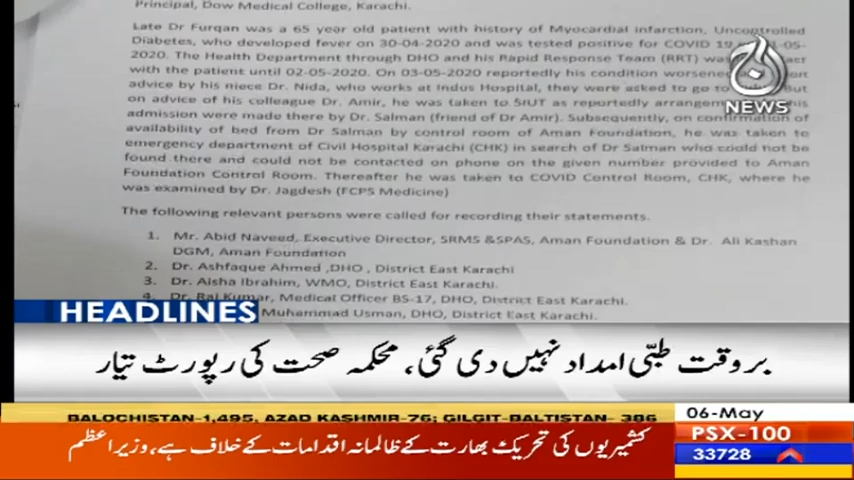 Principal, Dow Medical College, Karachi.
Late Dr Furqan was a 65 year old patient with history of Myocardial infarction, Uncontrolled
Diabetes, who developed fever on 30-04-2020 and was tested positive for COVID 19
2020. The Health Department through DHO and his Rapid Response Team (RRT) was
with the patient until 02-05-2020. On 03-05-2020 reportedly his condition worsened
advice by his niece Dr. Nida, who works at Indus Hospital, they were asked to go to But
on advice of his colleague Dr. Amir, he was taken to SIUT as reportedly arrangements
admission were made there by Dr. Salman (friend of Dr Amir). Subsequently, on confirmation of
availability of bed from Dr Salman by control room of Aman Foundation, he was taken to
emergency department of Civil Hospital Karachi (CHK) in search of Dr Salman who could not be
found there and could not be contacted on phone on the given number provided to Aman
Foundation Control Room. Thereafter he was taken to COVID Control Room, CHK, where he
was examined by Dr. Jagdesh (FCPS Medicine)
The following relevant persons were called for recording their statements.
1. Mr. Abid Naveed, Executive Director, SRMS &SPAS, Aman Foundation & Dr. Ali Kashan
DGM, Aman Foundation
2. Dr. Ashfaque Ahmed ,DHO , District East Karachi
3. Dr. Aisha Ibrahim, WMO, District East Karachi.
4. Dr. Raj Kumar, Medical Officer BS-17, DHO, District East Karachi.
Muhammad Usman, DHO, District East Karachi.
NEWS
HEADLINES
بروقت طبّی امداد نہیں دی گئی، محکمہ صحت کی رپورٹ تیار
BALOCHISTAN-1,495, AZAD KASHMIR-76; GILGIT-BALTISTAN- 386
کشمیریوں کی تحریک بھارت کے ظالمانہ اقدامات کے خلاف ہے، وزیراعظم
06-May
PSX-100
33728